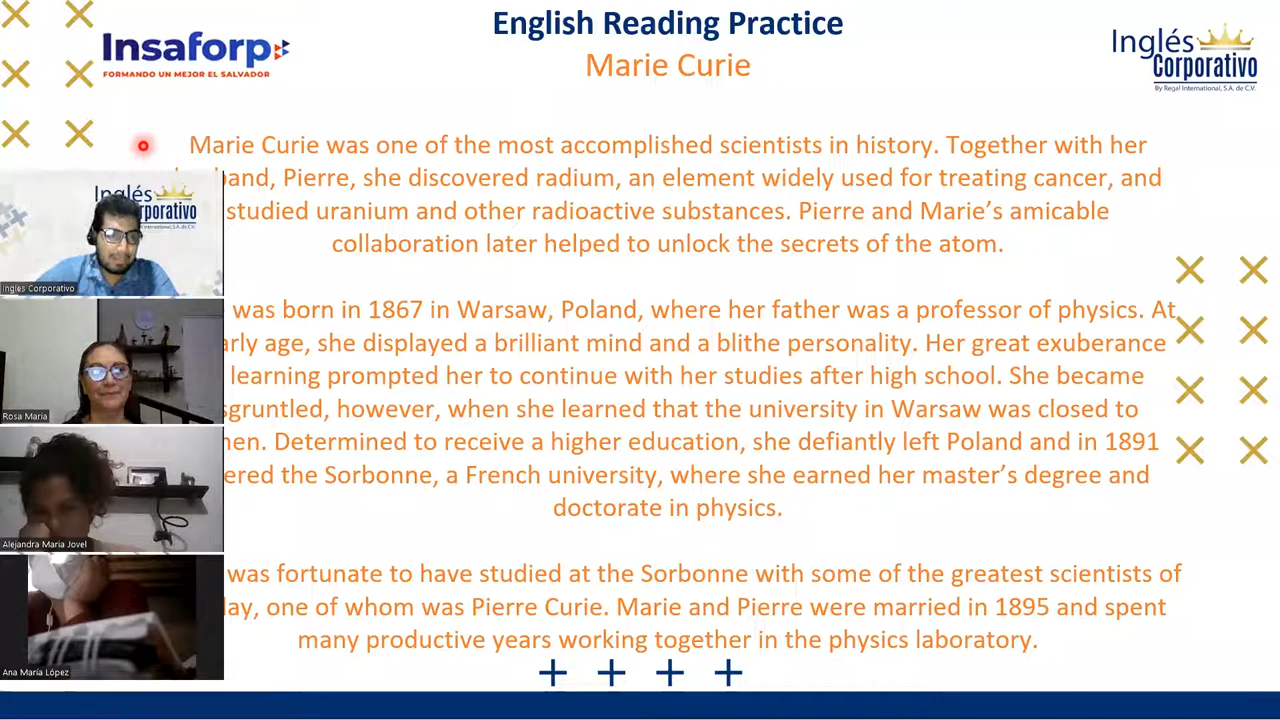 English Reading Practice
Marie Curie
Insaforp
FORMANDO UN MEJOR EL SALVADOR
Inglés
Corporativo
By Regal International, S.A. de C.V.
Marie Curie was one of the most accomplished scientists in history. Together with her
band, Pierre, she discovered radium, an element widely used for treating cancer, and
studied uranium and other radioactive substances. Pierre and Marie’s amicable
collaboration later helped to unlock the secrets of the atom.
was born in 1867 in Warsaw, Poland, where her father was a professor of physics. At
arly age, she displayed a brilliant mind and a blithe personality. Her great exuberance
learning prompted her to continue with her studies after high school. She became
sgruntled, however, when she learned that the university in Warsaw was closed to
men. Determined to receive a higher education, she defiantly left Poland and in 1891
ered the Sorbonne, a French university, where she earned her master’s degree and
doctorate in physics.
was fortunate to have studied at the Sorbonne with some of the greatest scientists of
lay, one of whom was Pierre Curie. Marie and Pierre were married in 1895 and spent
many productive years working together in the physics laboratory.
Inglés
orporativo
Ingles Corporativo
Rosa Maria
Alejandra Maria Jovel
Ana María López